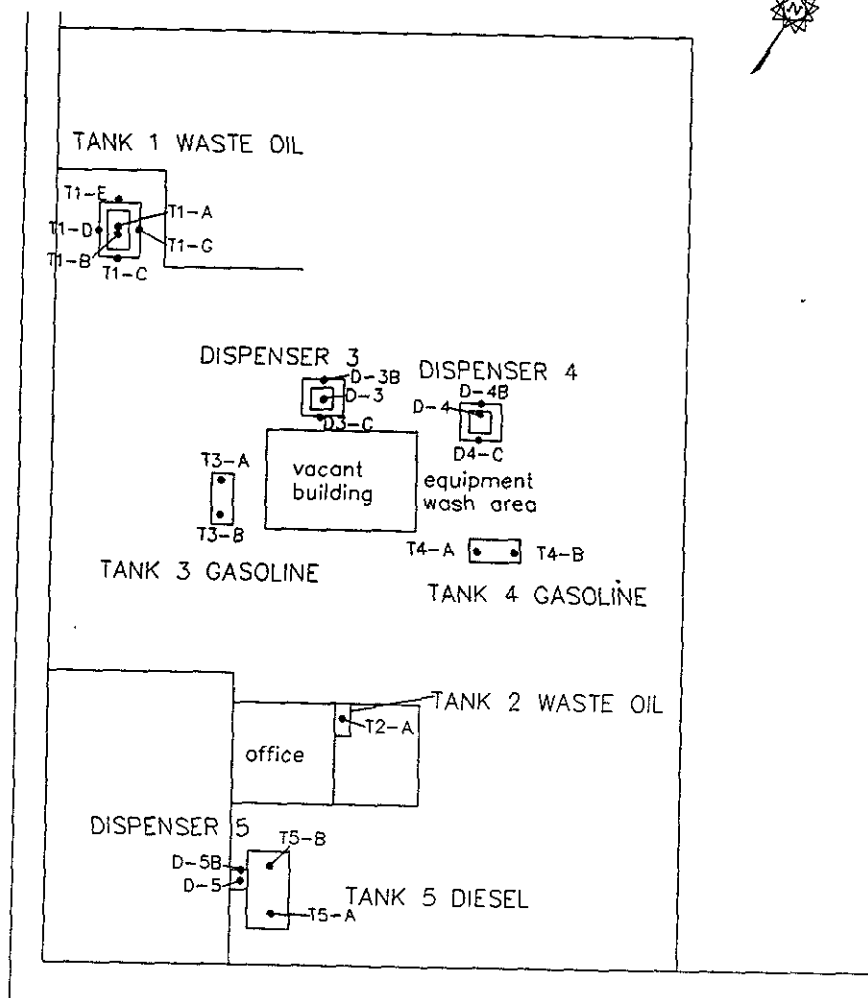 N
TANK 1 WASTE OIL
T1-E
T1-A
T1-D
T1-G
T1-B
T1-C
DISPENSER 3
D-3B
D-3
D3-C
DISPENSER 4
D-4B
D-4
D4-C
T3-A
vacant
building
equipment
wash area
T3-B
T4-A
T4-B
TANK 3 GASOLINE
TANK 4 GASOLINE
TANK 2 WASTE OIL
T2-A
office
DISPENSER 5
T5-B
D-5B
D-5
TANK 5 DIESEL
T5-A